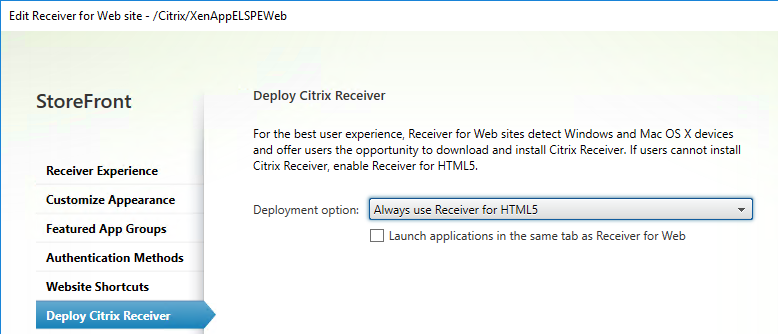 Edit Receiver for Web site - /Citrix/XenAppELSPEWeb
StoreFront
Receiver Experience
Customize Appearance
Featured App Groups
Authentication Methods
Website Shortcuts
Deploy Citrix Receiver
Deploy Citrix Receiver
For the best user experience, Receiver for Web sites detect Windows and Mac OS X devices
and offer users the opportunity to download and install Citrix Receiver. If users cannot install
Citrix Receiver, enable Receiver for HTML5.
Deployment option: Always use Receiver for HTML5
Launch applications in the same tab as Receiver for Web